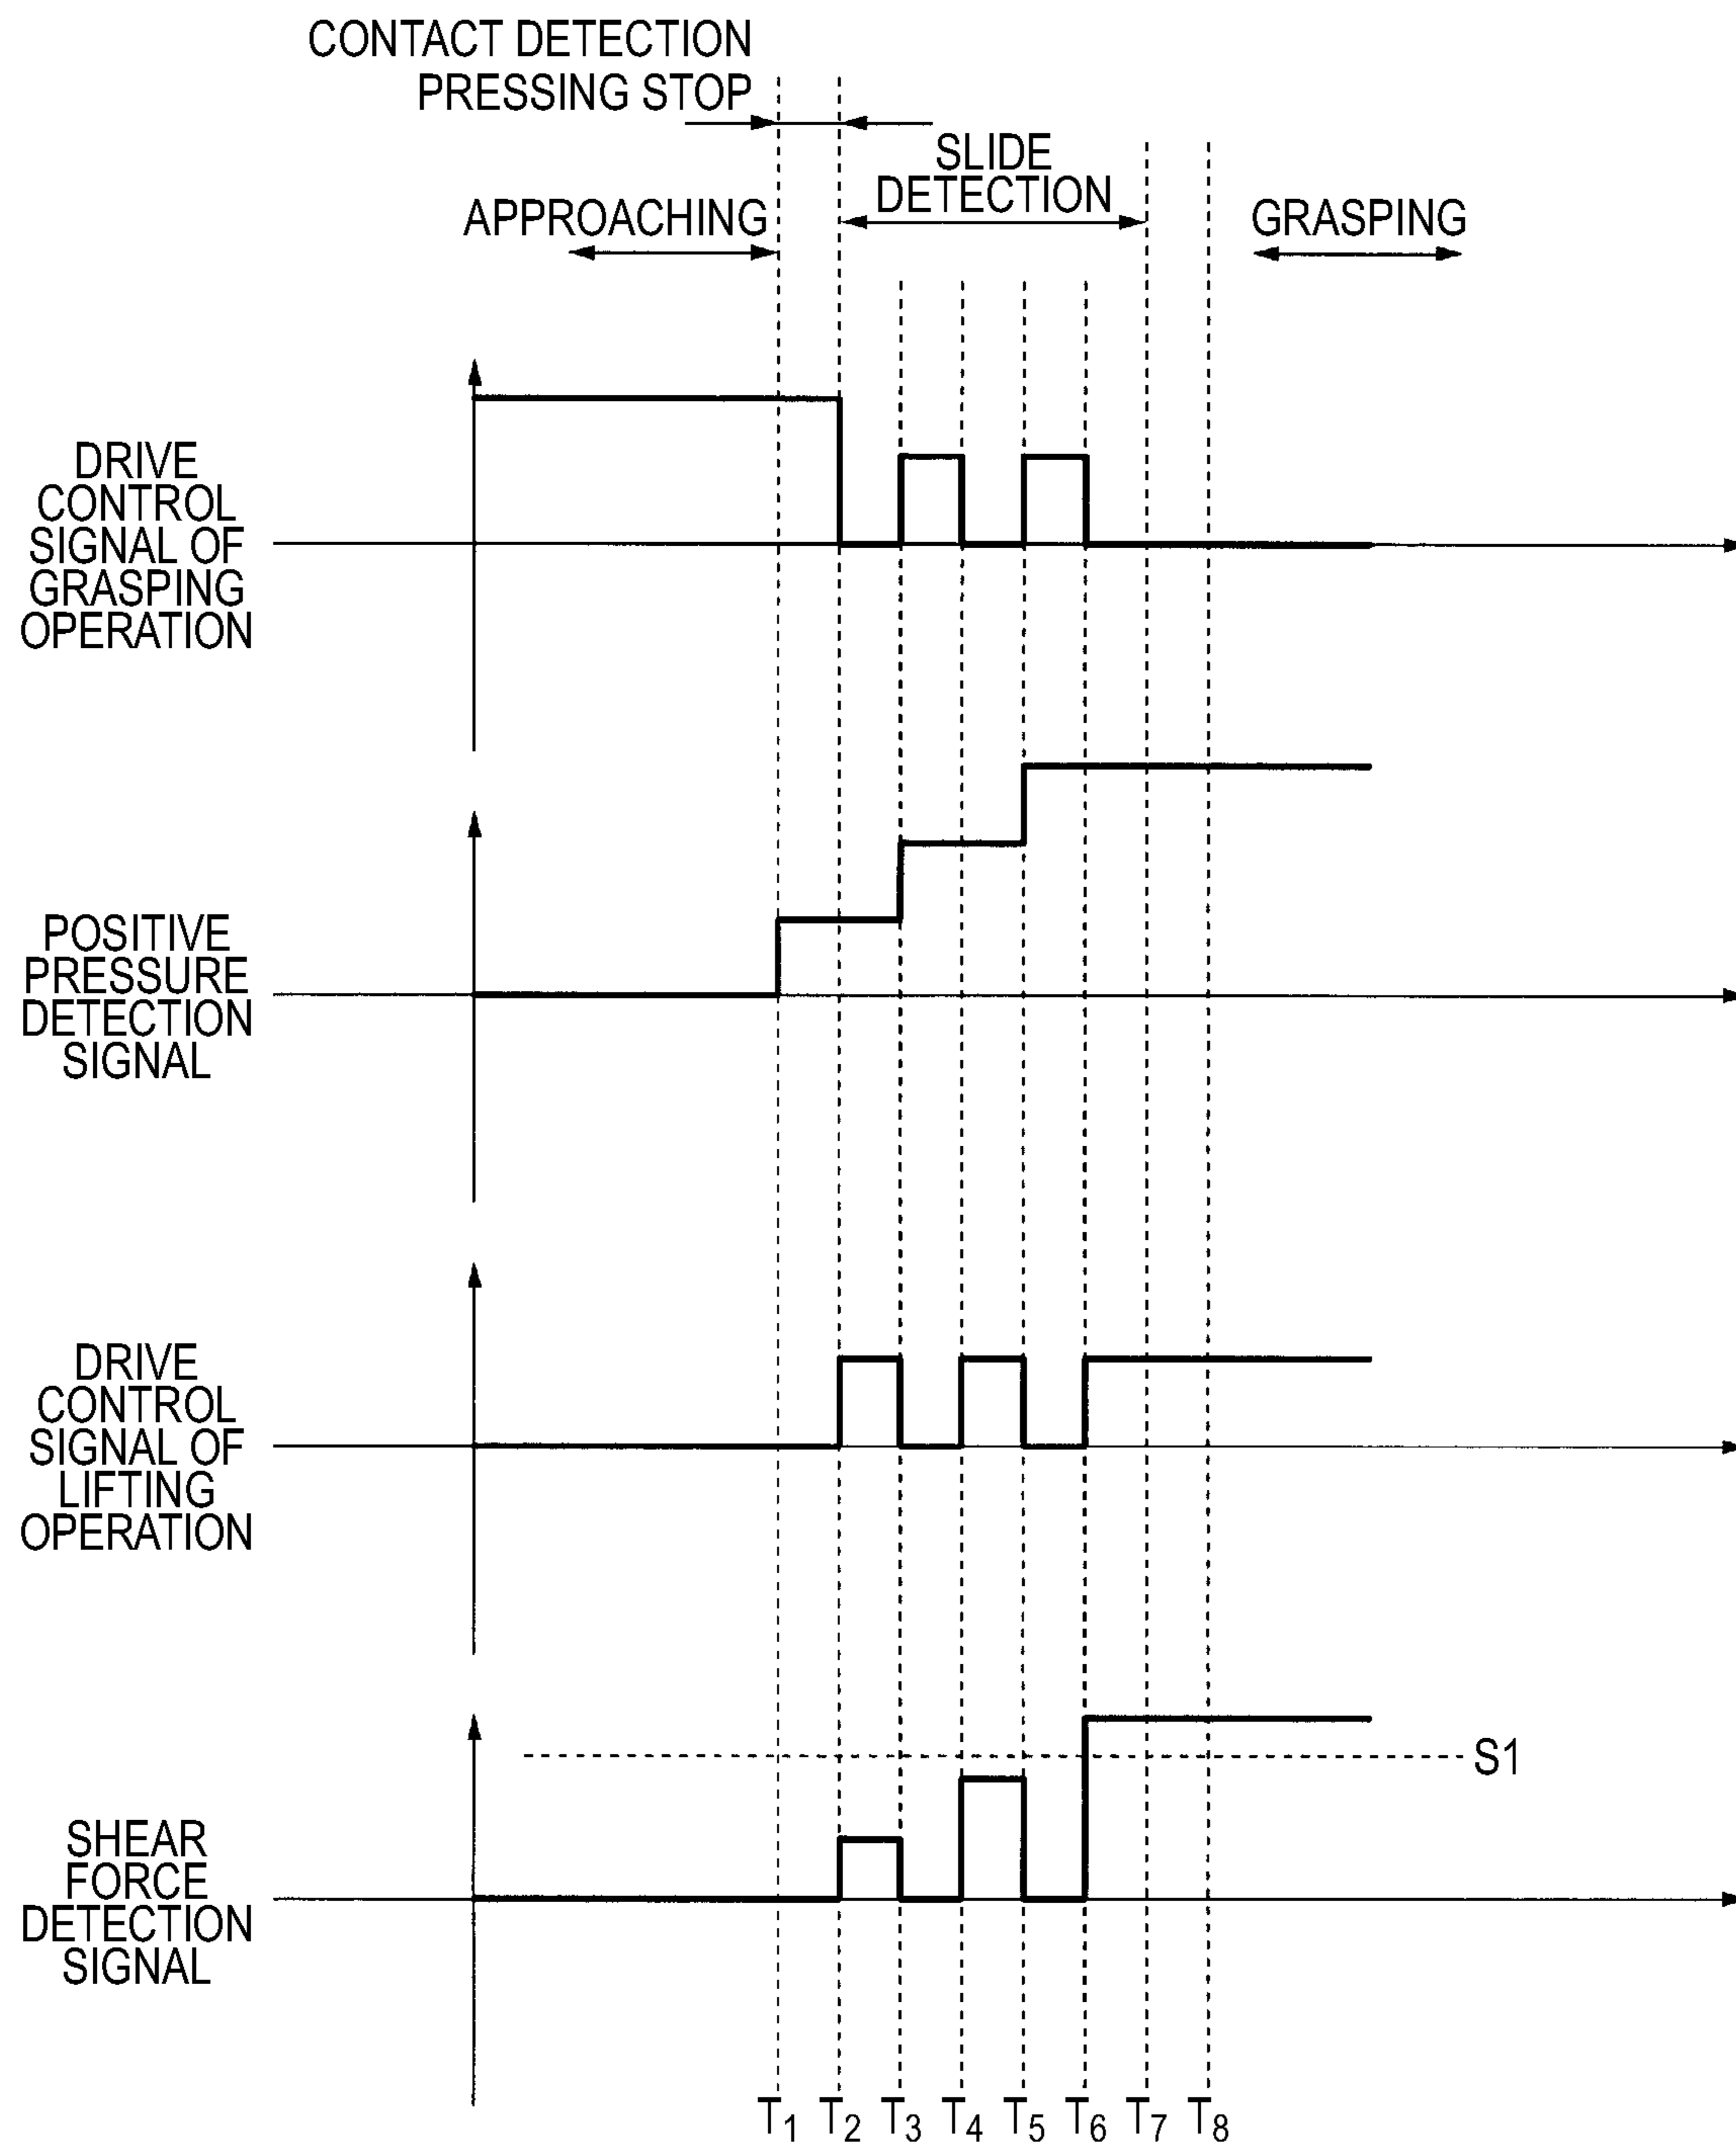 CONTACT DETECTION
PRESSING STOP
SLIDE
DETECTION
APPROACHING
GRASPING
DRIVE
CONTROL
SIGNAL OF
GRASPING
OPERATION
POSITIVE
PRESSURE
DETECTION
SIGNAL
DRIVE
CONTROL
SIGNAL OF
LIFTING
OPERATION
S1
SHEAR
FORCE
DETECTION
SIGNAL
T1 T2 T3 T4 T5 T6 T7 T8